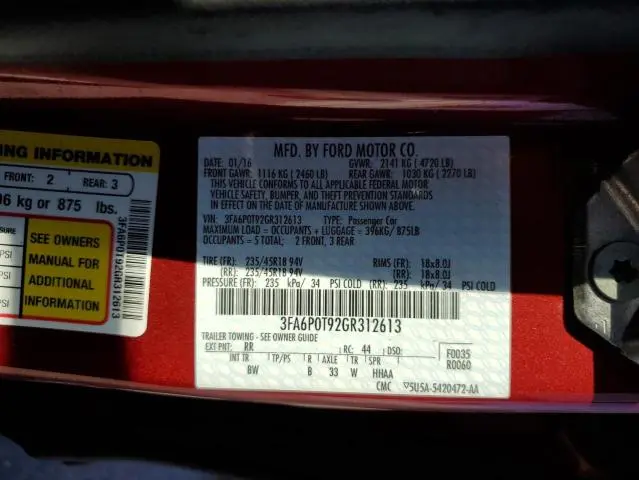 ING INFORMATION
FRONT: 2 REAR: 3
06 kg or 875 lbs.
SURE
PSI
PSI
PSI
SEE OWNERS
MANUAL FOR
ADDITIONAL
INFORMATION
3FA6P0T92GR312613
MFD. BY FORD MOTOR CO.
DATE: 01/16 GVWR: 2141 KG ( 4720 LB)
FRONT GAWR: 1116 KG ( 2460 LB) REAR GAWR: 1030 KG ( 2270 LB)
THIS VEHICLE CONFORMS TO ALL APPLICABLE FEDERAL MOTOR
VEHICLE SAFETY, BUMPER, AND THEFT PREVENTION STANDARDS
IN EFFECT ON THE DATE OF MANUFACTURE SHOWN ABOVE.
VIN: 3FA6P0T92GR312613 TYPE: Passenger Car
MAXIMUM LOAD = OCCUPANTS + LUGGAGE = 396KG/ 875LB
OCCUPANTS = 5 TOTAL; 2 FRONT, 3 REAR
TIRE (FR): 235/45R18 94V RIMS (FR): 18x8.0J
(RR): 235/45R18 94V (RR): 18x8.0J
PRESSURE (FR): 235 kPa/ 34 PSI COLD (RR): 235 kPa/ 34 PSI COLD
3FA6P0T92GR312613
TRAILER TOWING - SEE OWNER GUIDE
EXT PNT: RR RC: 44 DSO: F0035
INT TR TP/PS R AXLE TR SPR R0060
BW B 33 W HHAA
CMC 5U5A-5420472-AA